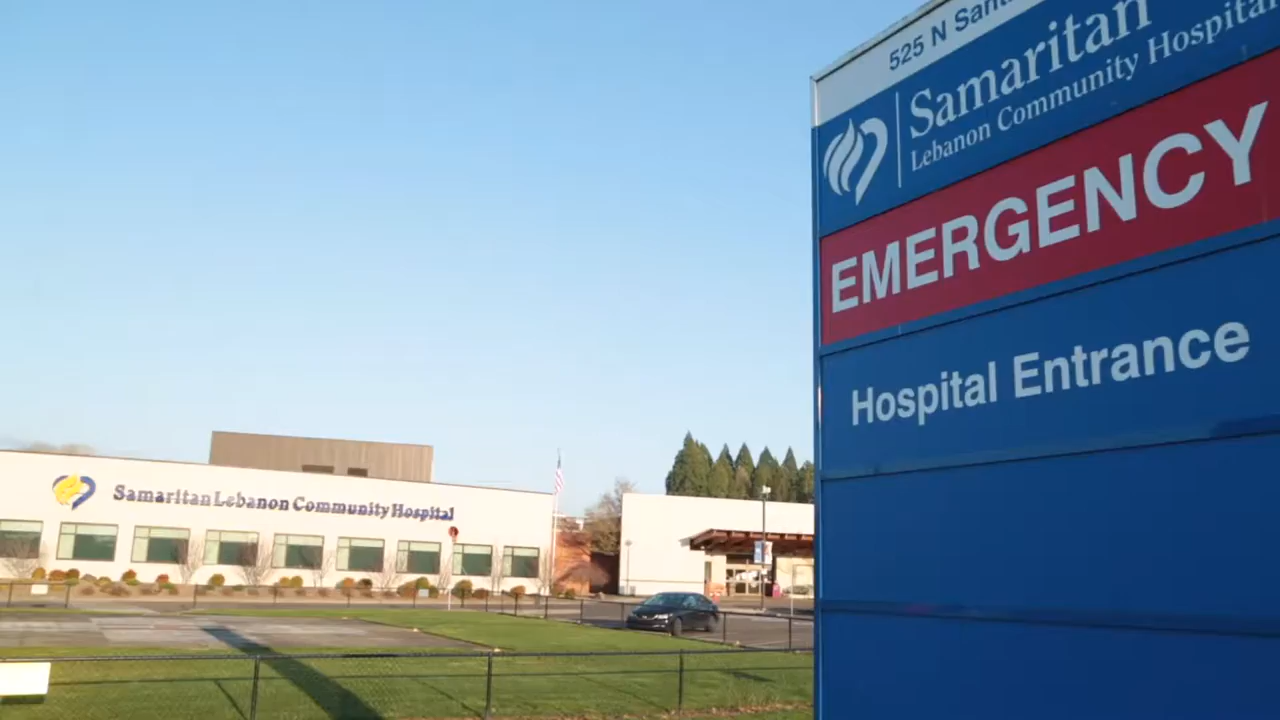 525 N
Samaritan
Lebanon Community Hospital
EMERGENCY
Hospital Entrance
Samaritan Lebanon Community Hospital